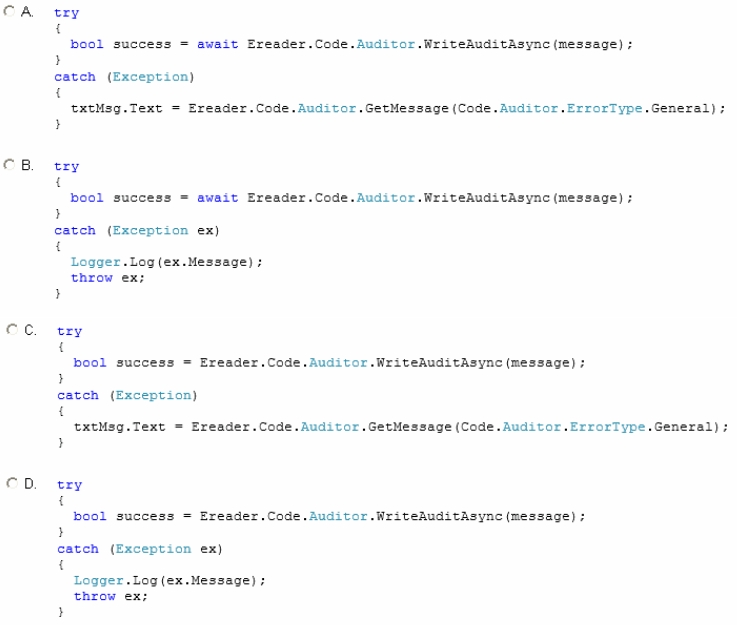 A. try
{
bool success = await Ereader.Code.Auditor.WriteAuditAsync(message);
}
catch (Exception)
{
txtMsg.Text = Ereader.Code.Auditor.GetMessage(Code.Auditor.ErrorType.General);
}
B. try
{
bool success = await Ereader.Code.Auditor.WriteAuditAsync(message);
}
catch (Exception ex)
{
Logger.Log(ex.Message);
throw ex;
}
C. try
{
bool success = Ereader.Code.Auditor.WriteAuditAsync(message);
}
catch (Exception)
{
txtMsg.Text = Ereader.Code.Auditor.GetMessage(Code.Auditor.ErrorType.General);
}
D. try
{
bool success = Ereader.Code.Auditor.WriteAuditAsync(message);
}
catch (Exception ex)
{
Logger.Log(ex.Message);
throw ex;
}